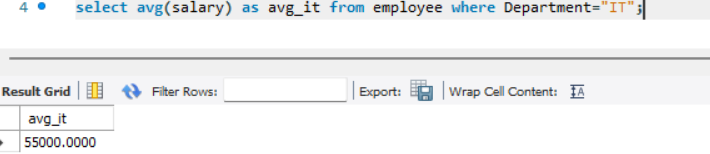 4 select avg(salary) as avg_it from employee where Department="IT";
Result Grid Filter Rows: Export: Wrap Cell Content: IA
avg_it
55000.0000